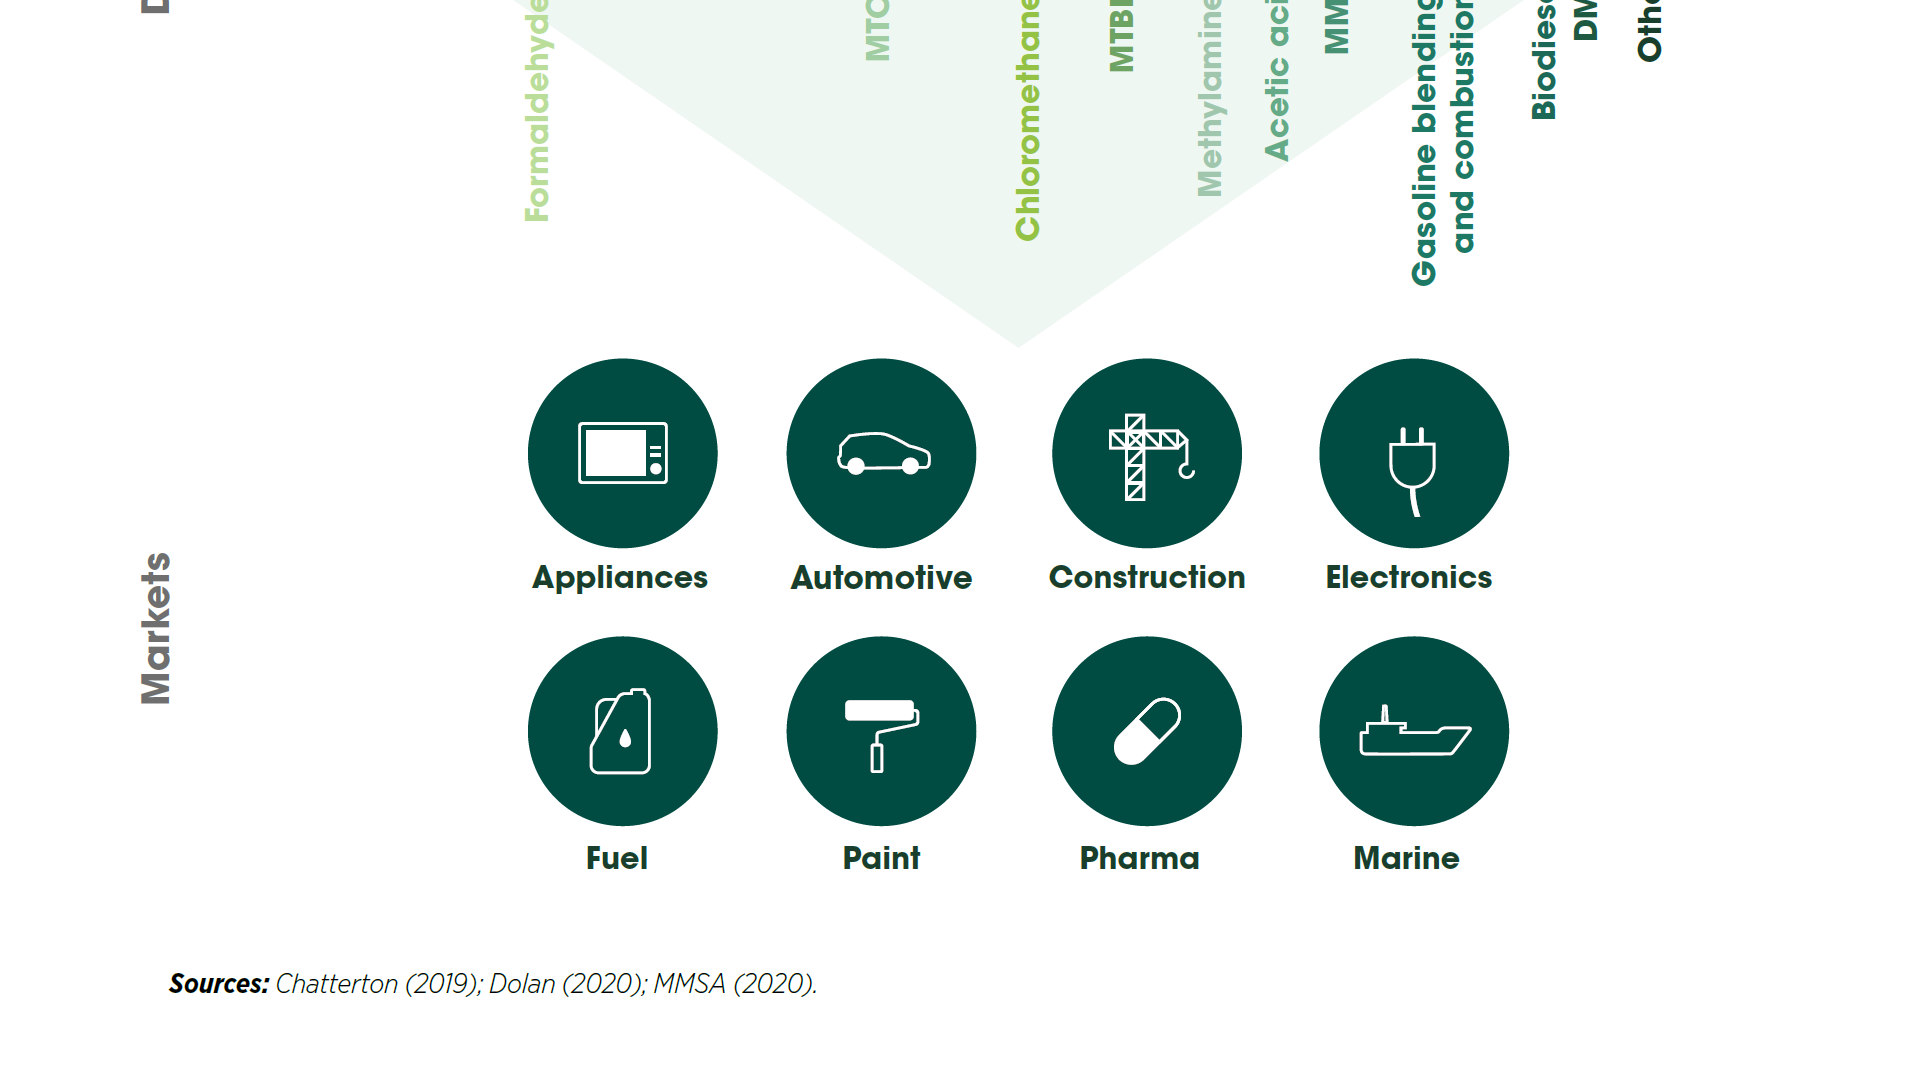 Formaldehyde
Chloromethane
Methylamine
Gasoline blending
and combustion
Markets
Appliances
Automotive
Construction
Electronics
Fuel
Paint
Pharma
Marine
Sources: Chatterton (2019); Dolan (2020); MMSA (2020).